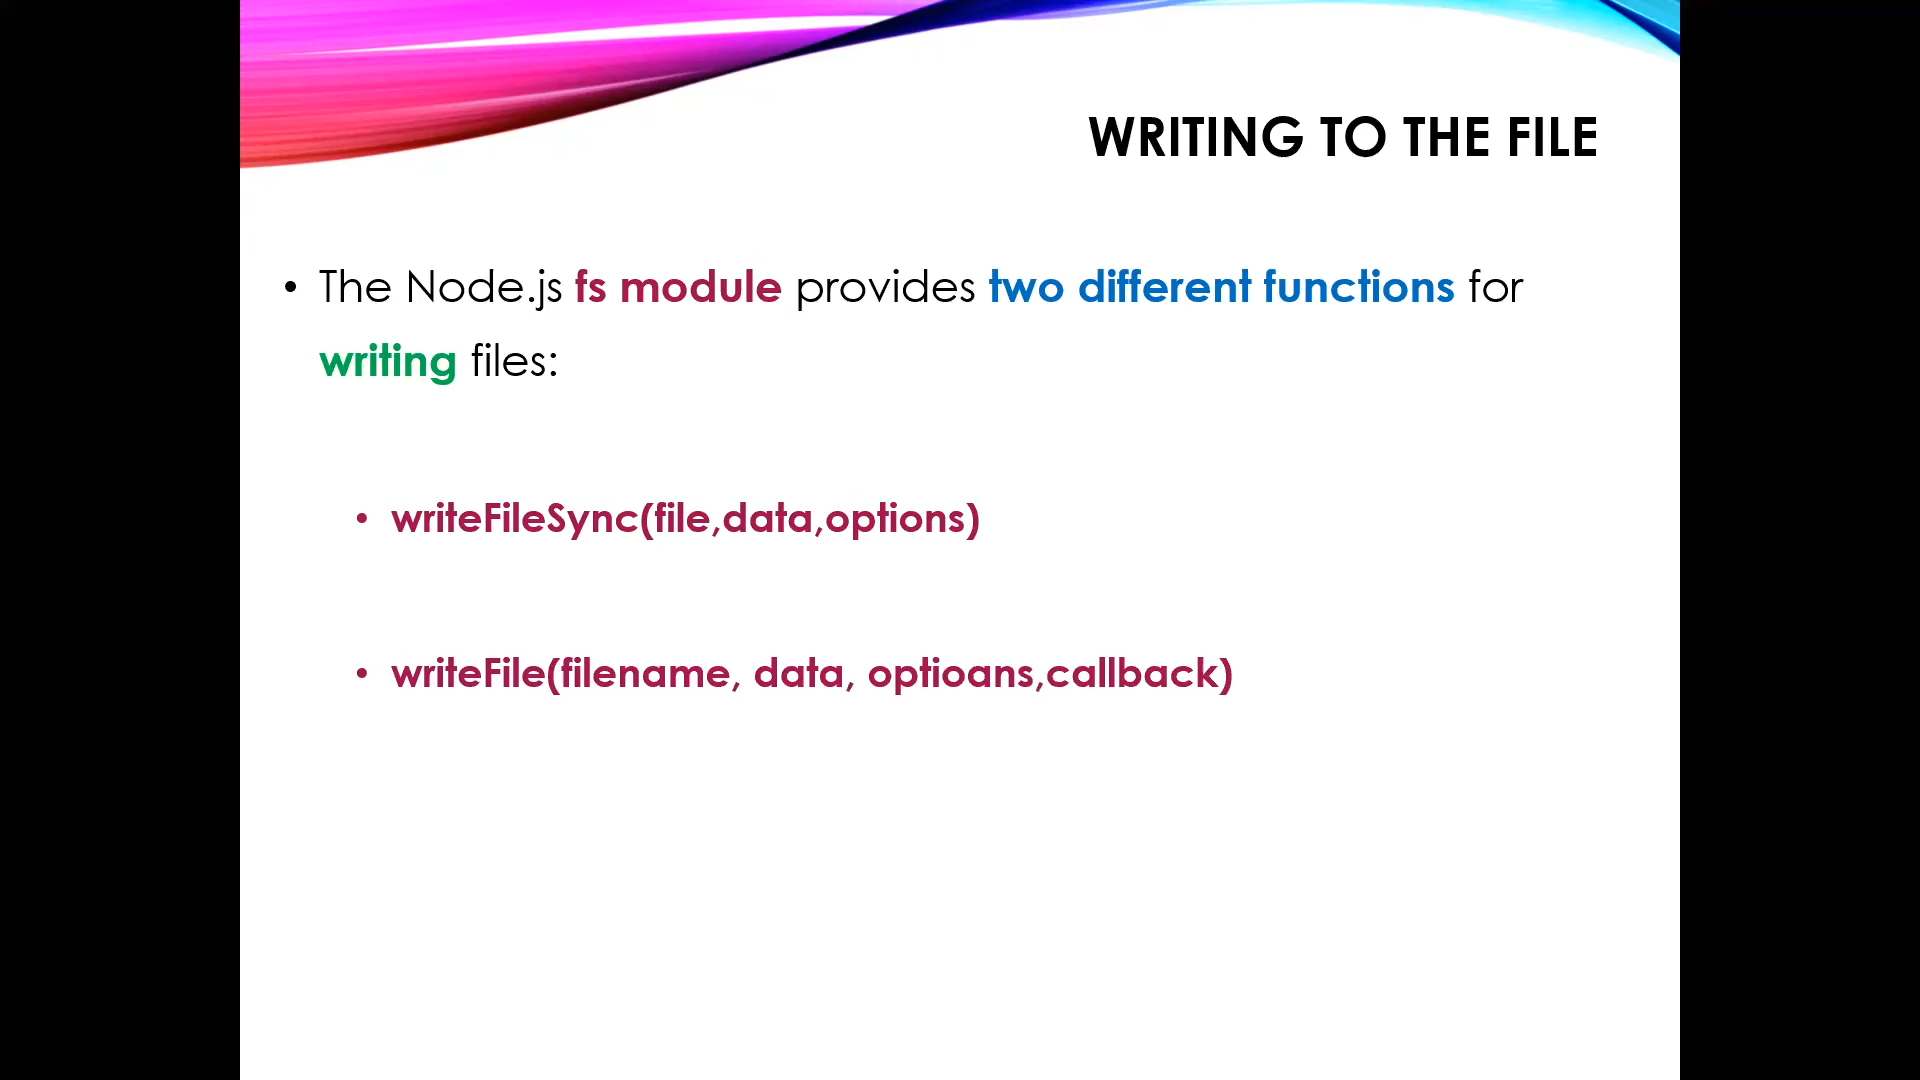 WRITING TO THE FILE
• The Node.js fs module provides two different functions for
writing files:
• writeFileSync(file,data,options)
• writeFile(filename, data, optioans,callback)